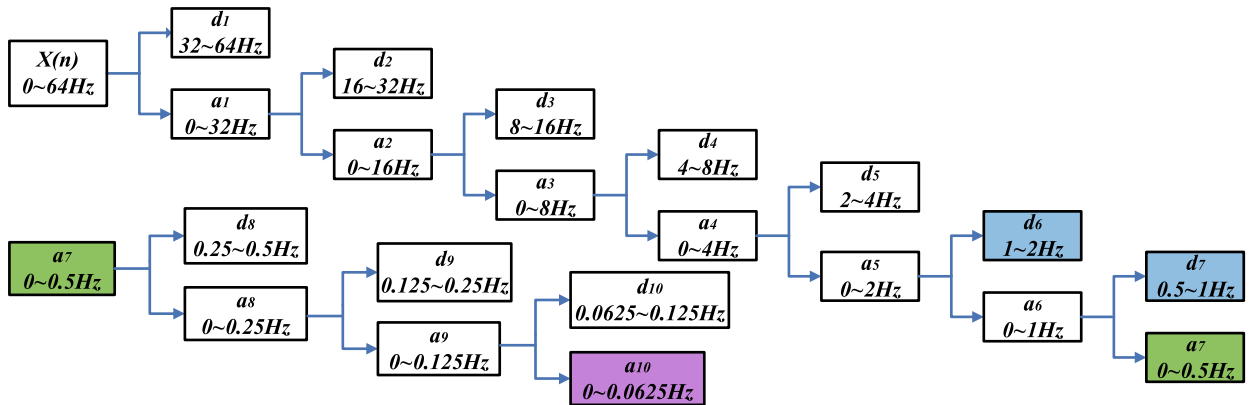 X(n)
0~64Hz
d1
32~64Hz
a1
0~32Hz
d2
16~32Hz
a2
0~16Hz
d3
8~16Hz
a3
0~8Hz
d4
4~8Hz
a4
0~4Hz
d5
2~4Hz
a5
0~2Hz
d6
1~2Hz
a6
0~1Hz
d7
0.5~1Hz
a7
0~0.5Hz
a7
0~0.5Hz
d8
0.25~0.5Hz
a8
0~0.25Hz
d9
0.125~0.25Hz
a9
0~0.125Hz
d10
0.0625~0.125Hz
a10
0~0.0625Hz